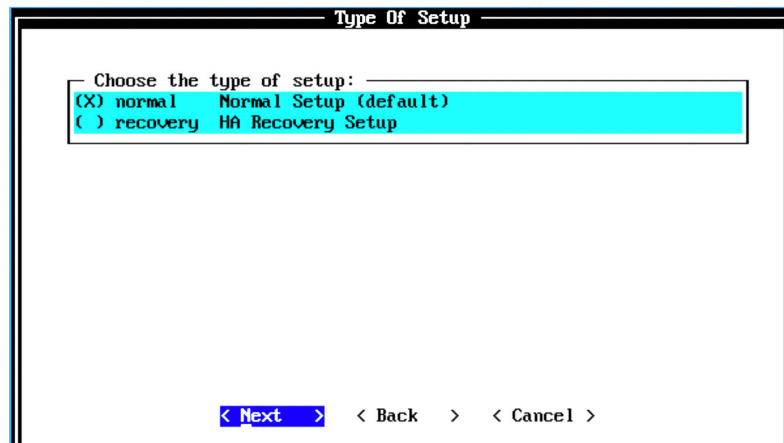 Type Of Setup
Choose the type of setup:
(X) normal Normal Setup (default)
( ) recovery HA Recovery Setup
< Next > < Back > < Cancel >